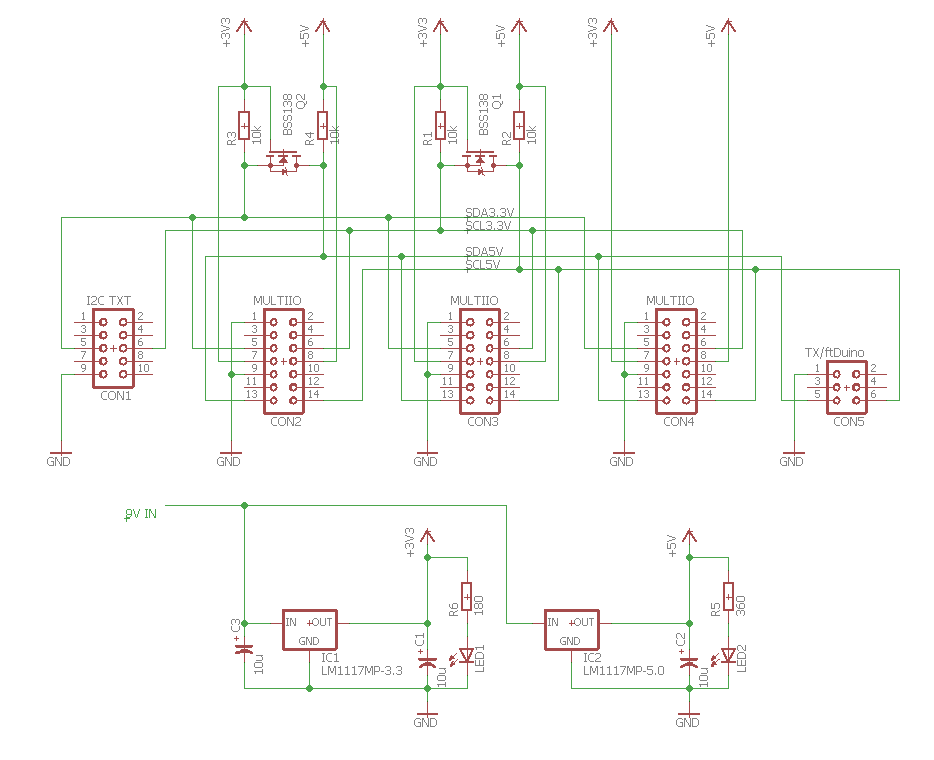 +3V3
+5V
+3V3
+5V
+3V3
+5V
R3
10k
BSS138
Q2
R4
10k
R1
10k
BSS138
Q1
R2
10k
SDA3.3V
SCL3.3V
SDA5V
SCL5V
I2C TXT
1 2
3 4
5 6
7 8
9 10
CON1
MULTIIO
1 2
3 4
5 6
7 8
9 10
11 12
13 14
CON2
MULTIIO
1 2
3 4
5 6
7 8
9 10
11 12
13 14
CON3
MULTIIO
1 2
3 4
5 6
7 8
9 10
11 12
13 14
CON4
TX/ftDuino
1 2
3 4
5 6
CON5
GND
GND
GND
GND
GND
9V IN
+3V3
+5V
R6
180
R5
360
C3
10u
IN +OUT
GND
IC1
LM1117MP-3.3
C1
10u
LED1
IN +OUT
GND
IC2
LM1117MP-5.0
C2
10u
LED2
GND
GND